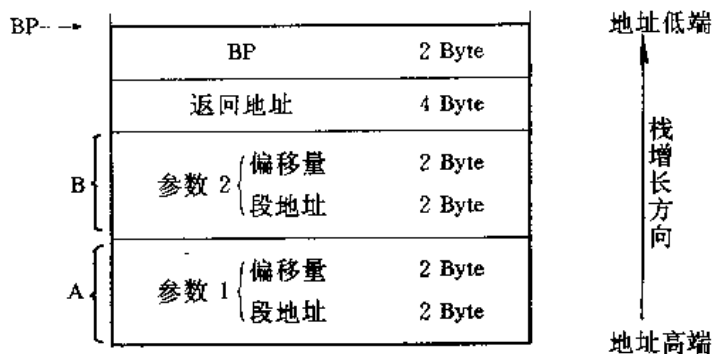 BP 地址低端
BP 2 Byte
返回地址 4 Byte
B 参数 2 偏移量 2 Byte
段地址 2 Byte
A 参数 1 偏移量 2 Byte
段地址 2 Byte
地址高端
栈增长方向